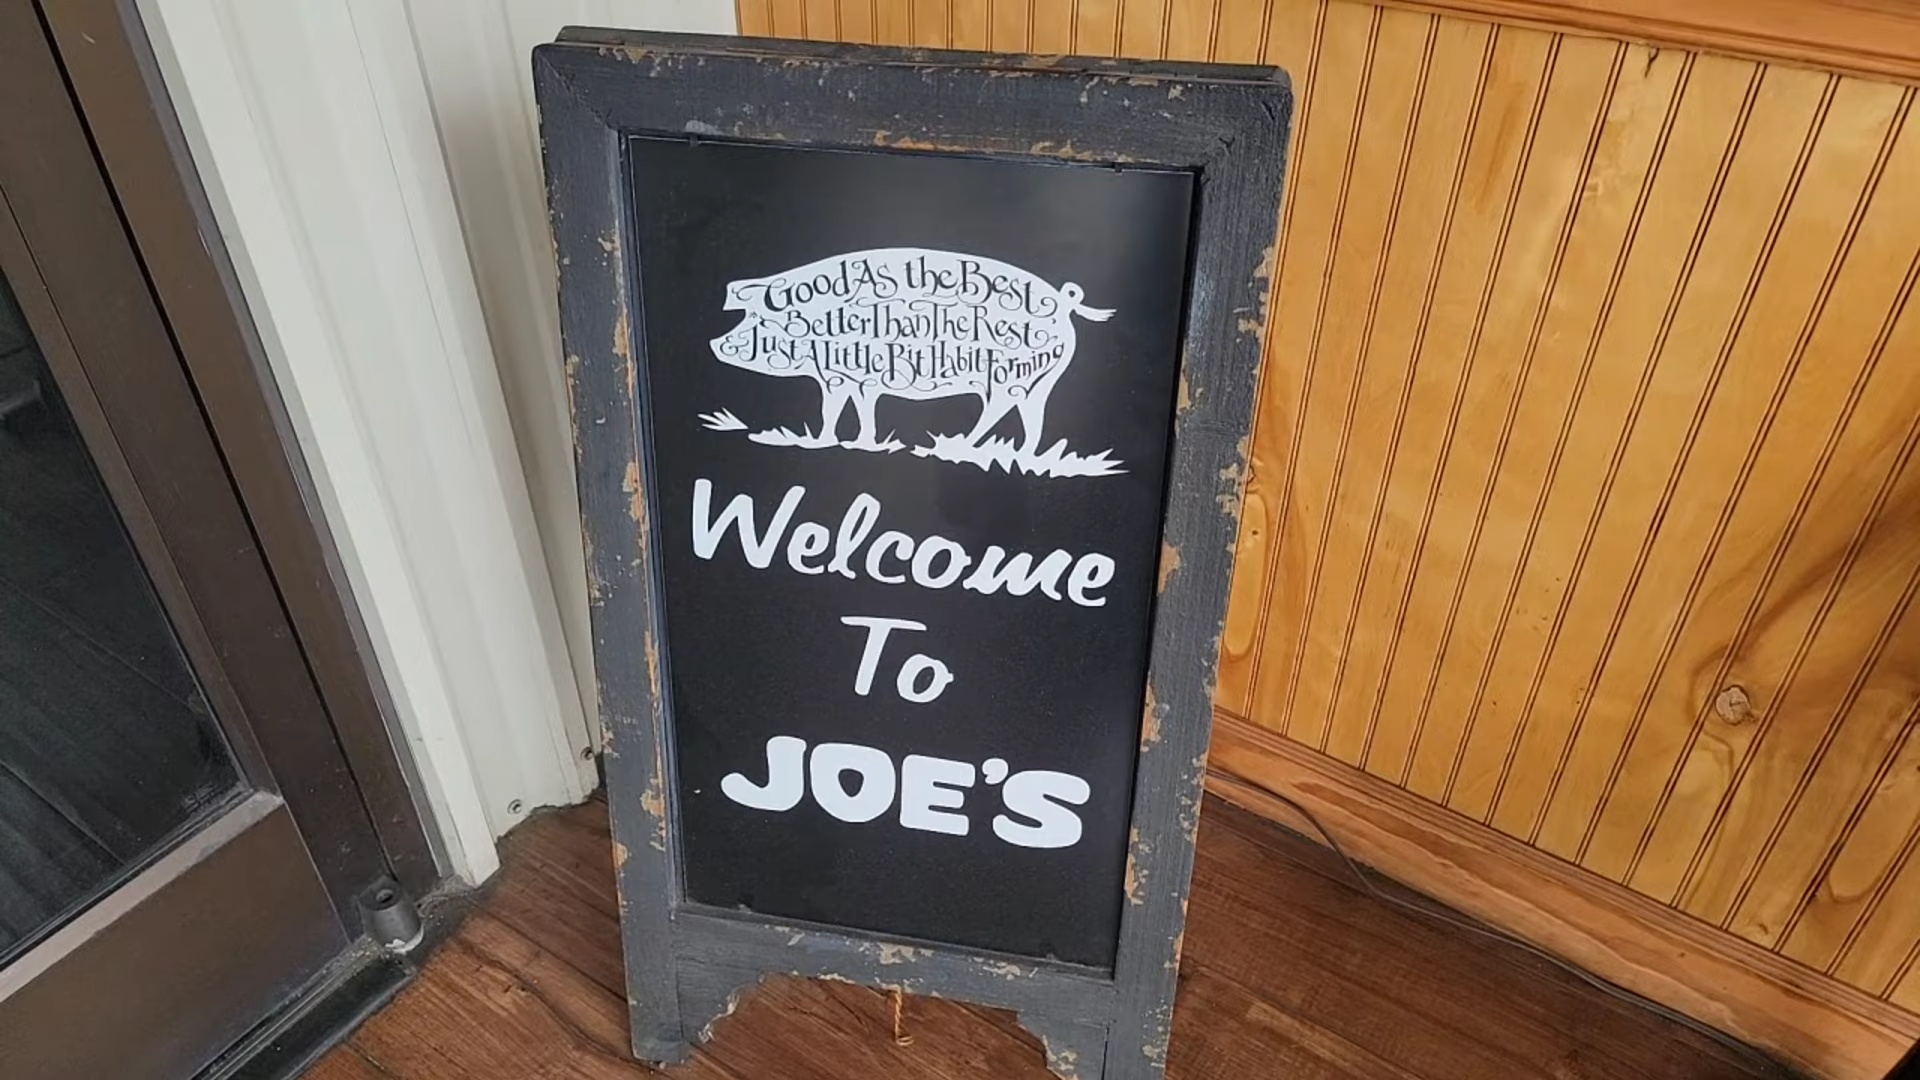 Good As the Best
Better Than The Rest
& Just A Little Bit Habit Forming
Welcome
To
JOE'S